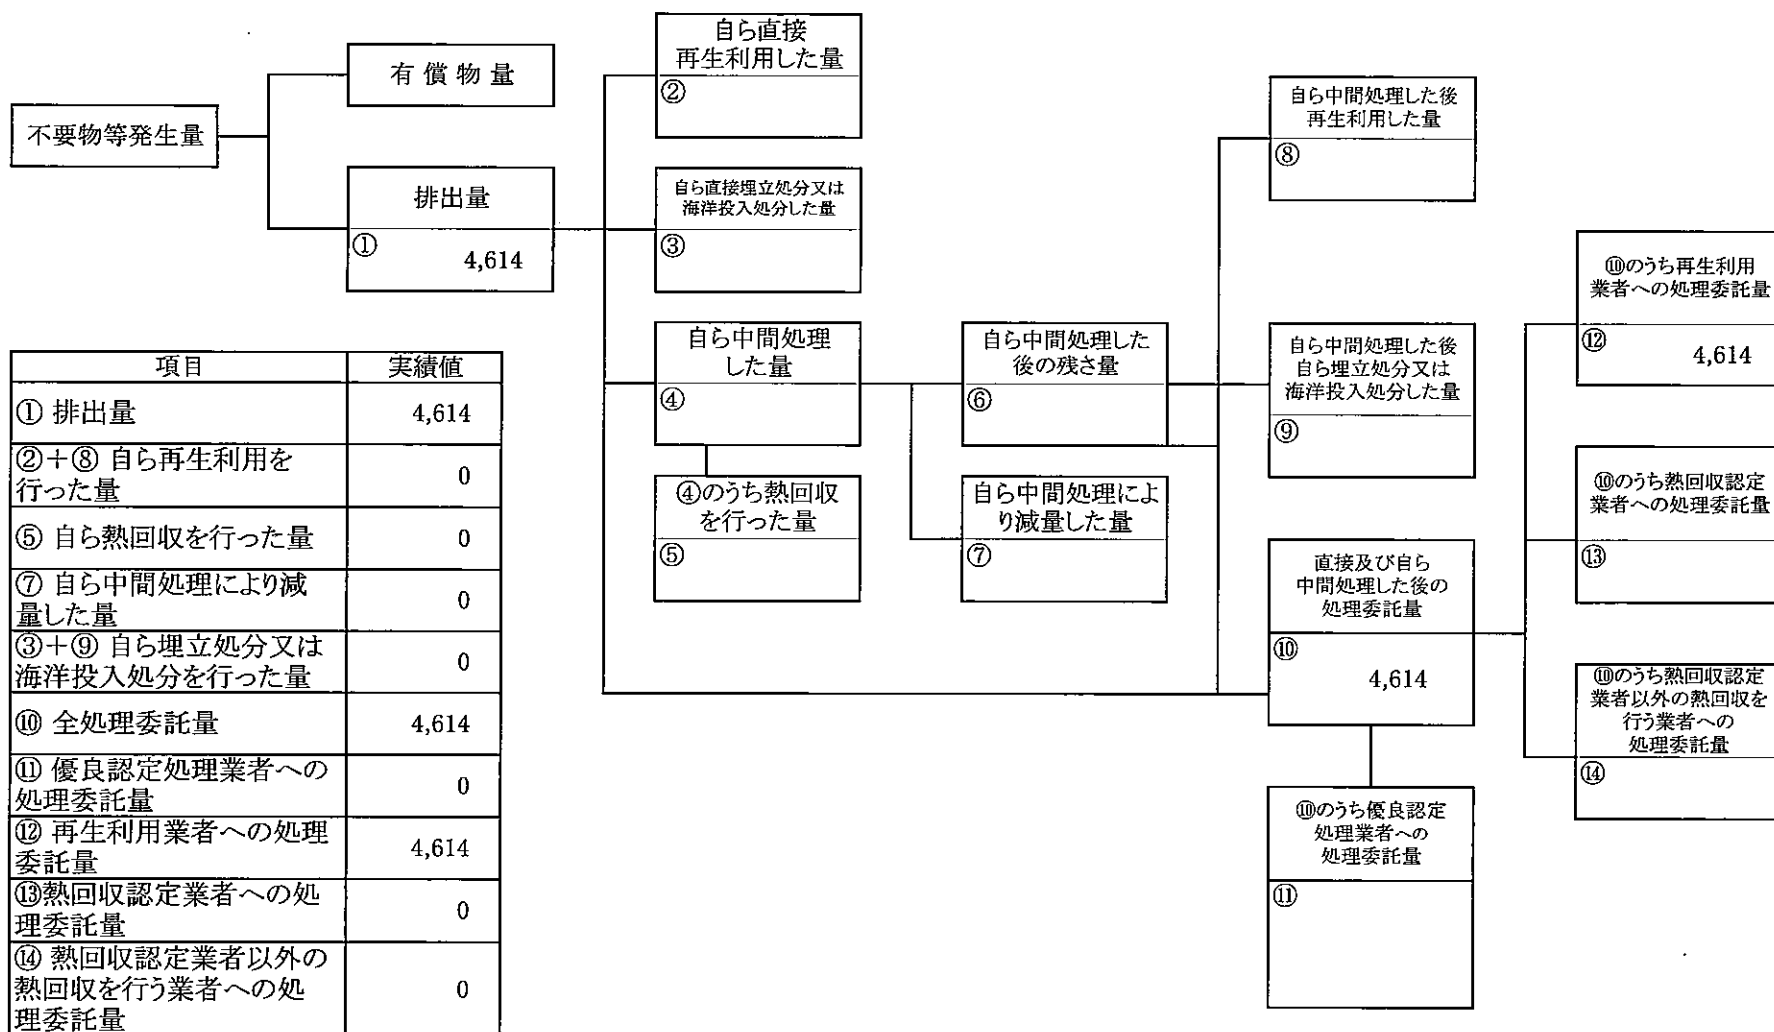 不要物等発生量
有償物量
排出量
①
4,614
自ら直接
再生利用した量
②
自ら直接埋立処分又は
海洋投入処分した量
③
自ら中間処理
した量
④
④のうち熱回収
を行った量
⑤
自ら中間処理した
後の残さ量
⑥
自ら中間処理によ
り減量した量
⑦
自ら中間処理した後
再生利用した量
⑧
自ら中間処理した後
自ら埋立処分又は
海洋投入処分した量
⑨
直接及び自ら
中間処理した後の
処理委託量
⑩
4,614
⑩のうち優良認定
処理業者への
処理委託量
⑪
⑩のうち再生利用
業者への処理委託量
⑫
4,614
⑩のうち熱回収認定
業者への処理委託量
⑬
⑩のうち熱回収認定
業者以外の熱回収を
行う業者への
処理委託量
⑭
項目 実績値
① 排出量 4,614
②+⑧ 自ら再生利用を
行った量 0
⑤ 自ら熱回収を行った量 0
⑦ 自ら中間処理により減
量した量 0
③+⑨ 自ら埋立処分又は
海洋投入処分を行った量 0
⑩ 全処理委託量 4,614
⑪ 優良認定処理業者への
処理委託量 0
⑫ 再生利用業者への処理
委託量 4,614
⑬熱回収認定業者への処
理委託量 0
⑭ 熱回収認定業者以外の
熱回収を行う業者への処
理委託量 0